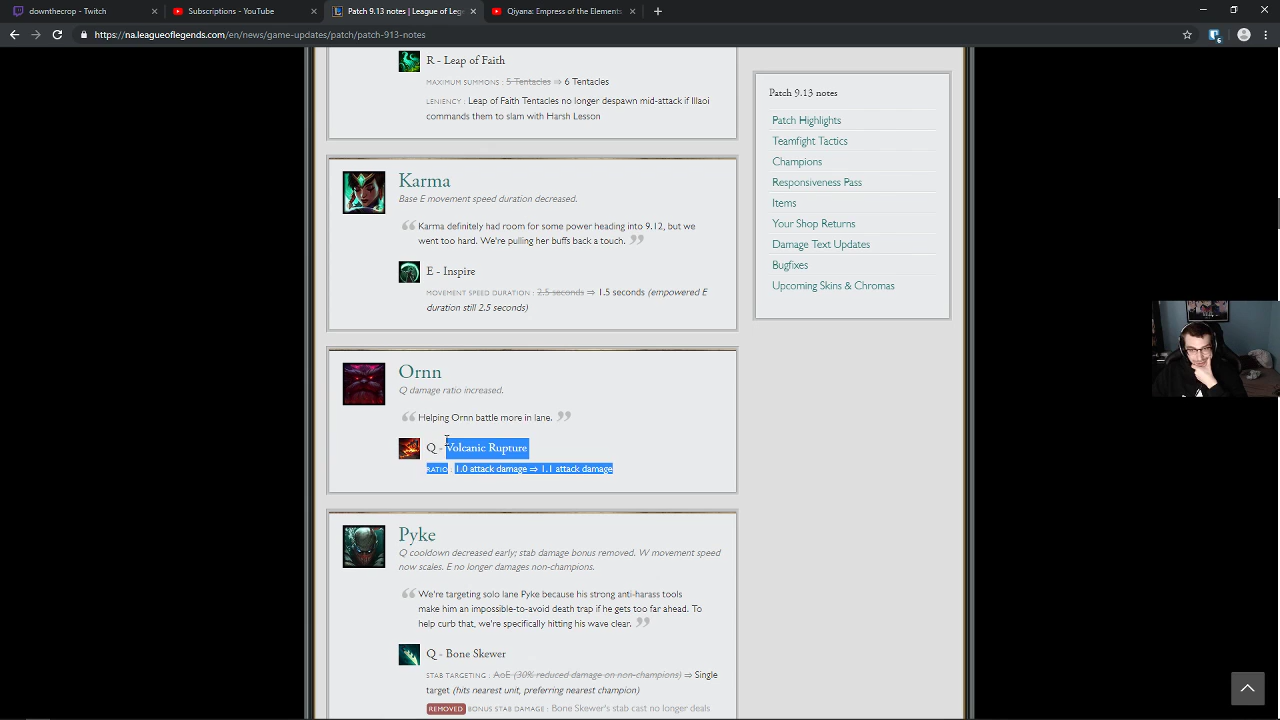 downthecrop - Twitch
Subscriptions - YouTube
Patch 9.13 notes | League of Lege
Qiyana: Empress of the Elements
https://na.leagueoflegends.com/en/news/game-updates/patch/patch-913-notes
R - Leap of Faith
MAXIMUM SUMMONS : 5 Tentacles ⇒ 6 Tentacles
LENIENCY : Leap of Faith Tentacles no longer despawn mid-attack if Illaoi
commands them to slam with Harsh Lesson
Karma
Base E movement speed duration decreased.
Karma definitely had room for some power heading into 9.12, but we
went too hard. We're pulling her buffs back a touch.
E - Inspire
MOVEMENT SPEED DURATION : 2.5 seconds ⇒ 1.5 seconds (empowered E
duration still 2.5 seconds)
Ornn
Q damage ratio increased.
Helping Ornn battle more in lane.
Q - Volcanic Rupture
RATIO : 1.0 attack damage ⇒ 1.1 attack damage
Pyke
Q cooldown decreased early; stab damage bonus removed. W movement speed
now scales. E no longer damages non-champions.
We're targeting solo lane Pyke because his strong anti-harass tools
make him an impossible-to-avoid death trap if he gets too far ahead. To
help curb that, we're specifically hitting his wave clear.
Q - Bone Skewer
STAB TARGETING : AoE (30% reduced damage on non-champions) ⇒ Single
target (hits nearest unit, preferring nearest champion)
REMOVED BONUS STAB DAMAGE : Bone Skewer's stab cast no longer deals
Patch 9.13 notes
Patch Highlights
Teamfight Tactics
Champions
Responsiveness Pass
Items
Your Shop Returns
Damage Text Updates
Bugfixes
Upcoming Skins & Chromas